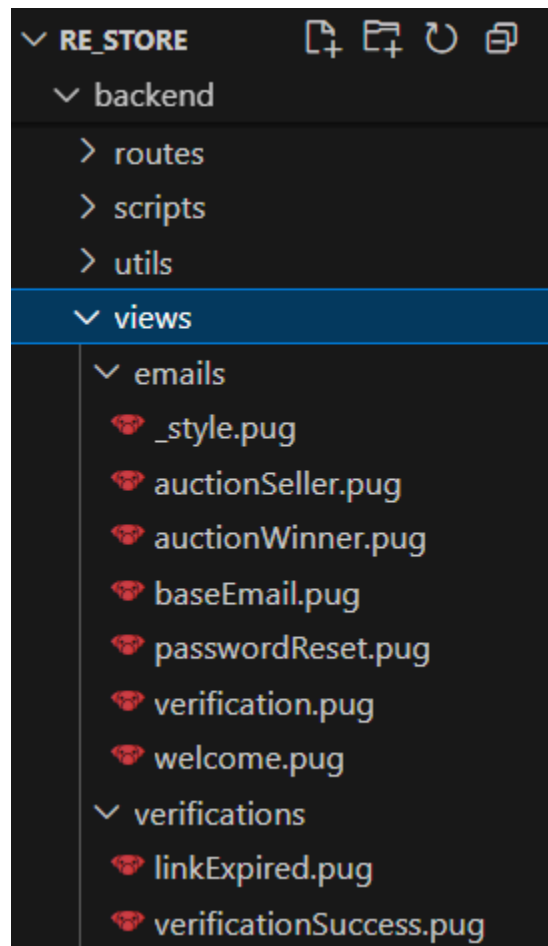 RE_STORE
backend
routes
scripts
utils
views
emails
_style.pug
auctionSeller.pug
auctionWinner.pug
baseEmail.pug
passwordReset.pug
verification.pug
welcome.pug
verifications
linkExpired.pug
verificationSuccess.pug